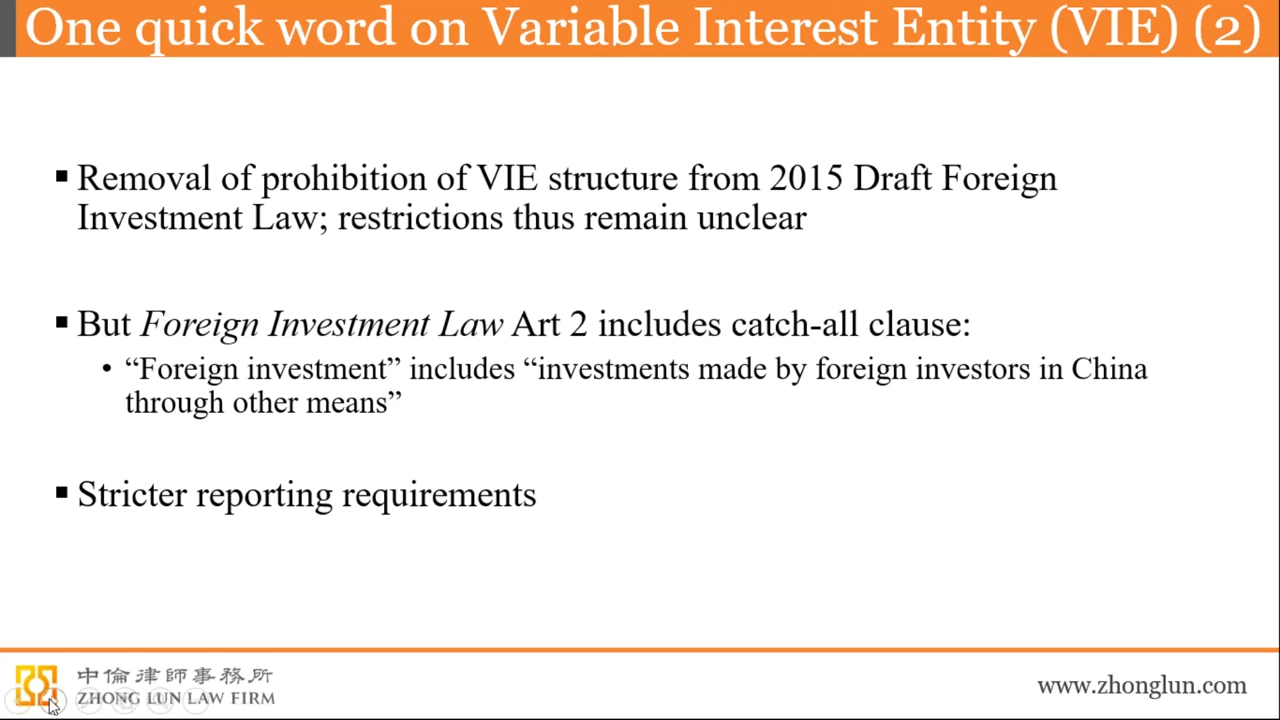 One quick word on Variable Interest Entity (VIE) (2)
▪ Removal of prohibition of VIE structure from 2015 Draft Foreign
Investment Law; restrictions thus remain unclear
▪ But Foreign Investment Law Art 2 includes catch-all clause:
• “Foreign investment” includes “investments made by foreign investors in China
through other means”
▪ Stricter reporting requirements
中倫律師事務所
ZHONG LUN LAW FIRM
www.zhonglun.com